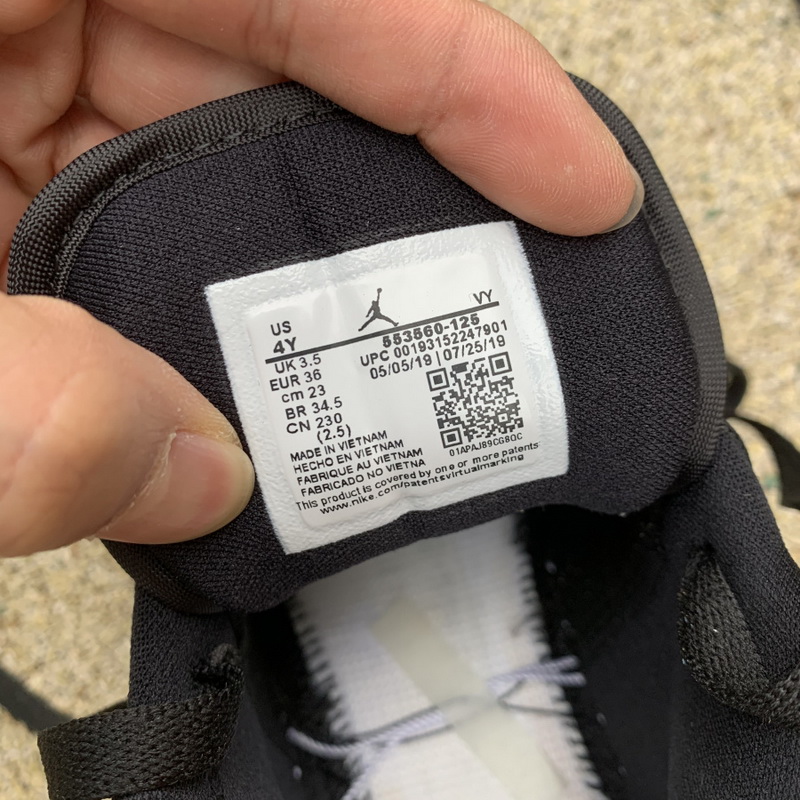 US VY
4Y 553560-125
UK 3.5 UPC 00193152247901
EUR 36 05/05/19 | 07/25/19
cm 23
BR 34.5
CN 230
(2.5)
01APAJ89CG8QC
MADE IN VIETNAM
HECHO EN VIETNAM
FABRIQUE AU VIETNAM
FABRICADO NO VIETNA
This product is covered by one or more patents
www.nike.com/patentsvirtualmarking